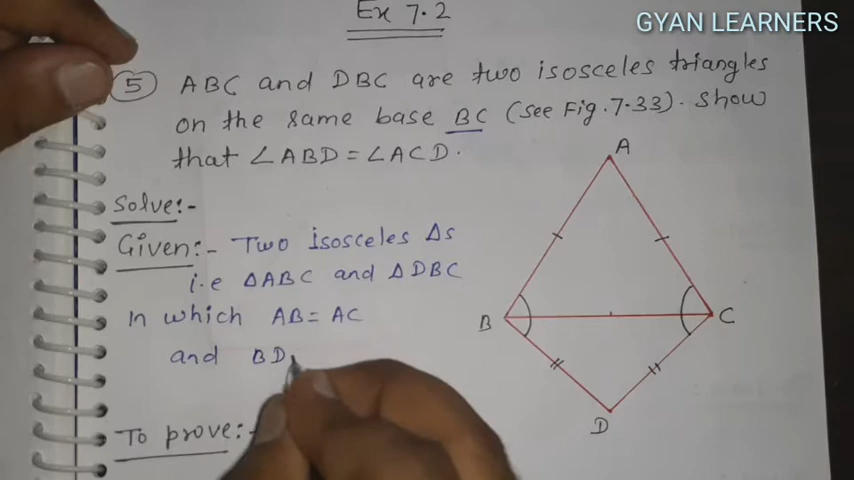 Ex 7.2
GYAN LEARNERS
5 ABC and DBC are two isosceles triangles
on the same base BC (see Fig. 7.33). Show
that ∠ABD = ∠ACD.
Solve:-
Given:- Two isosceles Δs
i.e ΔABC and ΔDBC
in which AB = AC
and BD
To prove:-
A
B
C
D